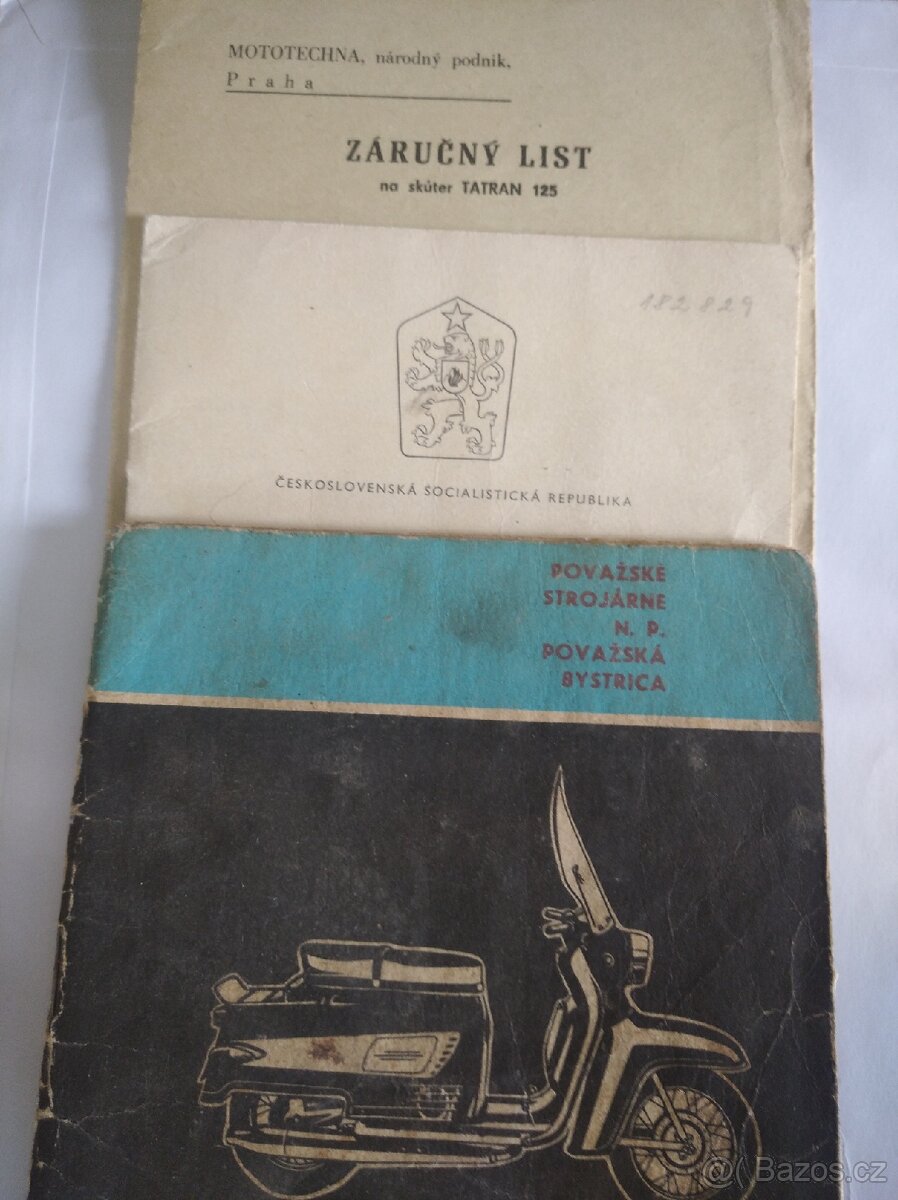 MOTOTECHNA, národný podnik,
Praha
ZÁRUČNÝ LIST
na skúter TATRAN 125
182 829
ČESKOSLOVENSKÁ SOCIALISTICKÁ REPUBLIKA
POVAŽSKÉ
STROJÁRNE
N. P.
POVAŽSKÁ
BYSTRICA
Bazos.cz